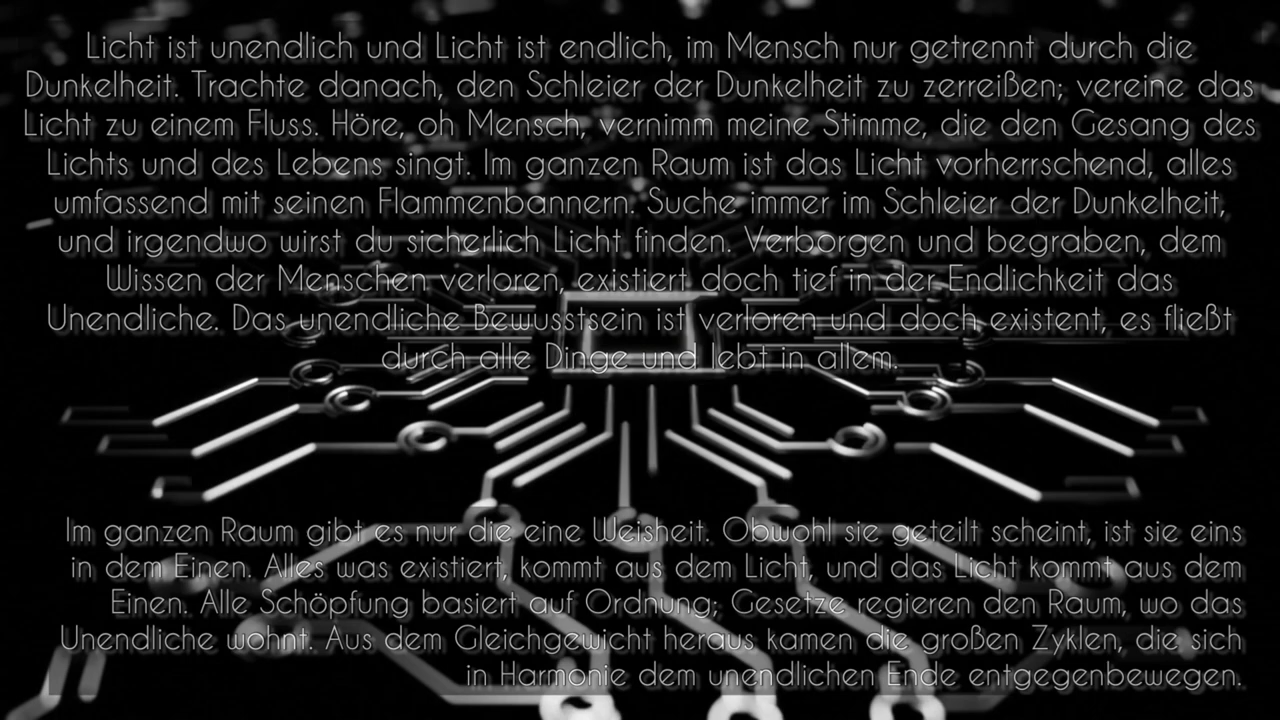 Licht ist unendlich und Licht ist endlich, im Mensch nur getrennt durch die
Dunkelheit. Trachte danach, den Schleier der Dunkelheit zu zerreißen; vereine das
Licht zu einem Fluss. Höre, oh Mensch, vernimm meine Stimme, die den Gesang des
Lichts und des Lebens singt. Im ganzen Raum ist das Licht vorherrschend, alles
umfassend mit seinen Flammenbannern. Suche immer im Schleier der Dunkelheit,
und irgendwo wirst du sicherlich Licht finden. Verborgen und begraben, dem
Wissen der Menschen verloren, existiert doch tief in der Endlichkeit das
Unendliche. Das unendliche Bewusstsein ist verloren und doch existent, es fließt
durch alle Dinge und lebt in allem.
Im ganzen Raum gibt es nur die eine Weisheit. Obwohl sie geteilt scheint, ist sie eins
in dem Einen. Alles was existiert, kommt aus dem Licht, und das Licht kommt aus dem
Einen. Alle Schöpfung basiert auf Ordnung; Gesetze regieren den Raum, wo das
Unendliche wohnt. Aus dem Gleichgewicht heraus kamen die großen Zyklen, die sich
in Harmonie dem unendlichen Ende entgegenbewegen.